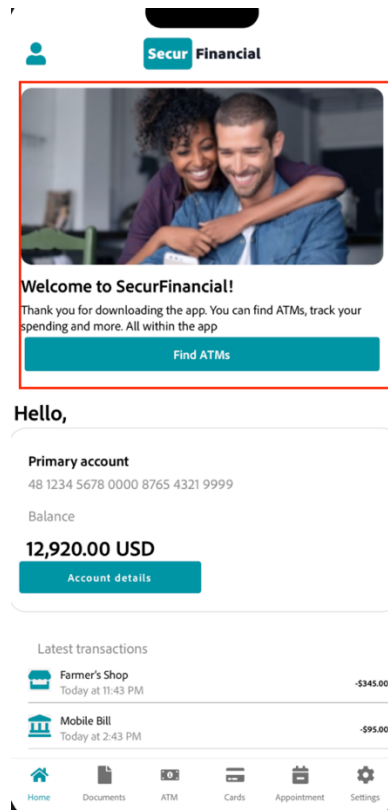 Secur Financial
Welcome to SecurFinancial!
Thank you for downloading the app. You can find ATMs, track your
spending and more. All within the app
Find ATMs
Hello,
Primary account
48 1234 5678 0000 8765 4321 9999
Balance
12,920.00 USD
Account details
Latest transactions
Farmer's Shop
Today at 11:43 PM
-$345.00
Mobile Bill
Today at 2:43 PM
-$95.00
Home Documents ATM Cards Appointment Settings